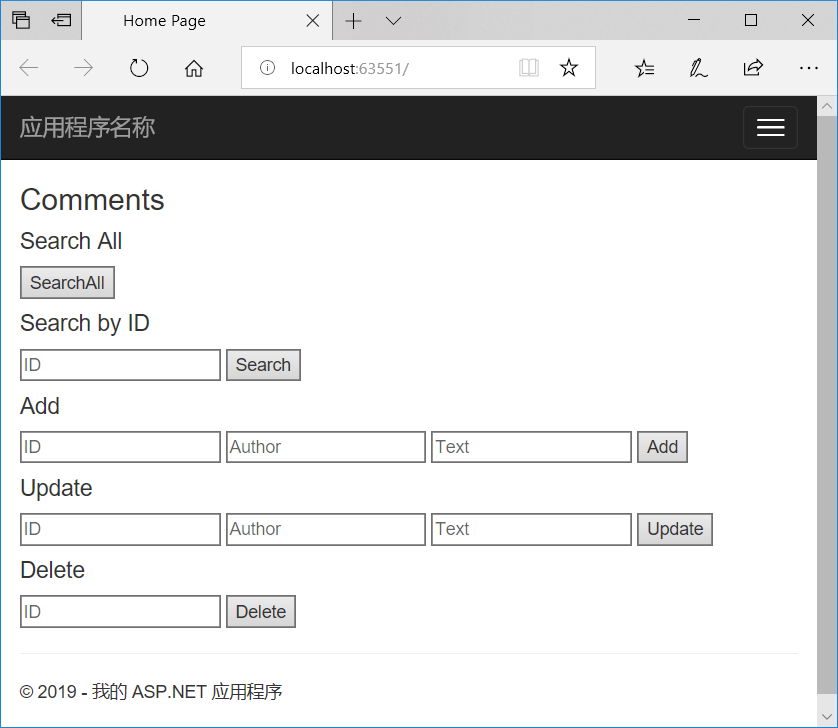 Home Page
localhost:63551/
应用程序名称
Comments
Search All
SearchAll
Search by ID
ID Search
Add
ID Author Text Add
Update
ID Author Text Update
Delete
ID Delete
© 2019 - 我的 ASP.NET 应用程序